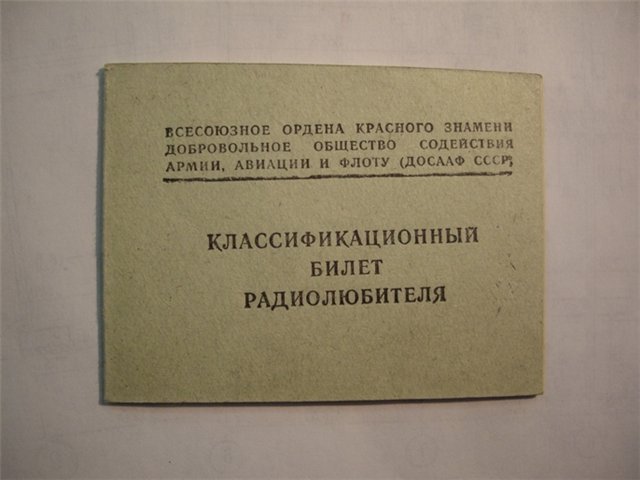 ВСЕСОЮЗНОЕ ОРДЕНА КРАСНОГО ЗНАМЕНИ
ДОБРОВОЛЬНОЕ ОБЩЕСТВО СОДЕЙСТВИЯ
АРМИИ, АВИАЦИИ И ФЛОТУ (ДОСААФ СССР)
КЛАССИФИКАЦИОННЫЙ
БИЛЕТ
РАДИОЛЮБИТЕЛЯ